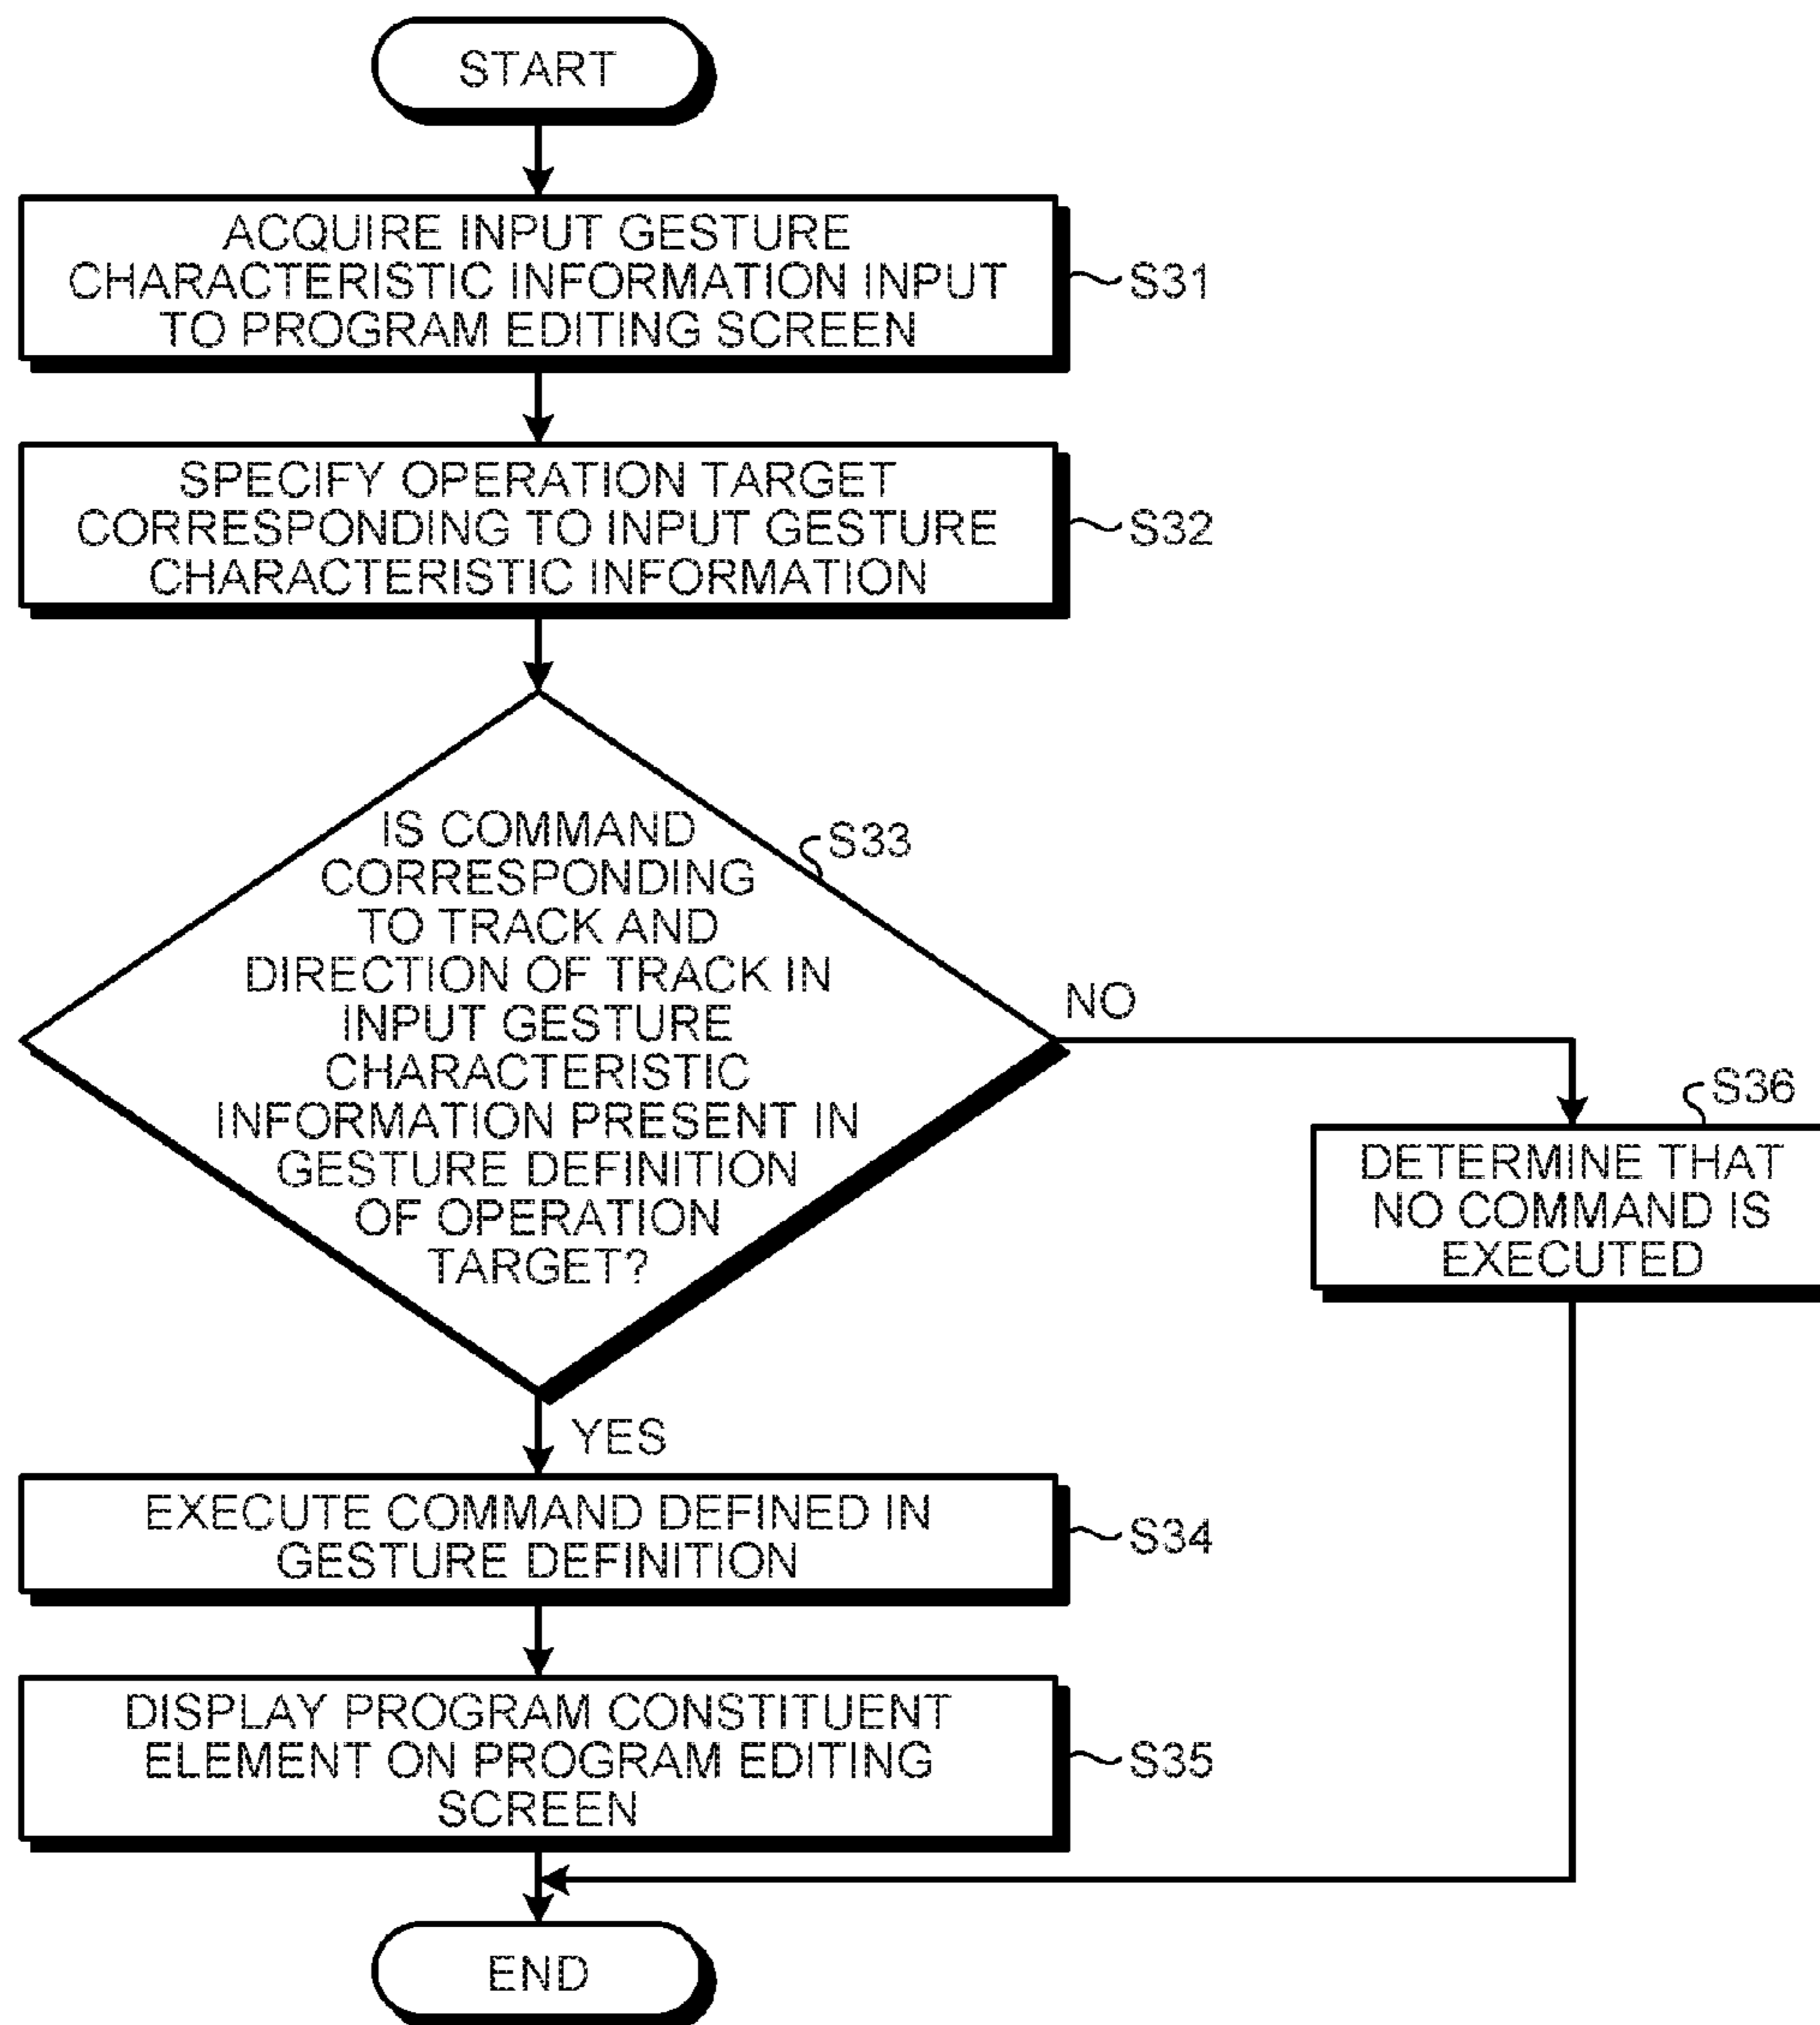 START
ACQUIRE INPUT GESTURE
CHARACTERISTIC INFORMATION INPUT
TO PROGRAM EDITING SCREEN
S31
SPECIFY OPERATION TARGET
CORRESPONDING TO INPUT GESTURE
CHARACTERISTIC INFORMATION
S32
IS COMMAND
CORRESPONDING
TO TRACK AND
DIRECTION OF TRACK IN
INPUT GESTURE
CHARACTERISTIC
INFORMATION PRESENT IN
GESTURE DEFINITION
OF OPERATION
TARGET?
S33
NO
S36
DETERMINE THAT
NO COMMAND IS
EXECUTED
YES
EXECUTE COMMAND DEFINED IN
GESTURE DEFINITION
S34
DISPLAY PROGRAM CONSTITUENT
ELEMENT ON PROGRAM EDITING
SCREEN
S35
END